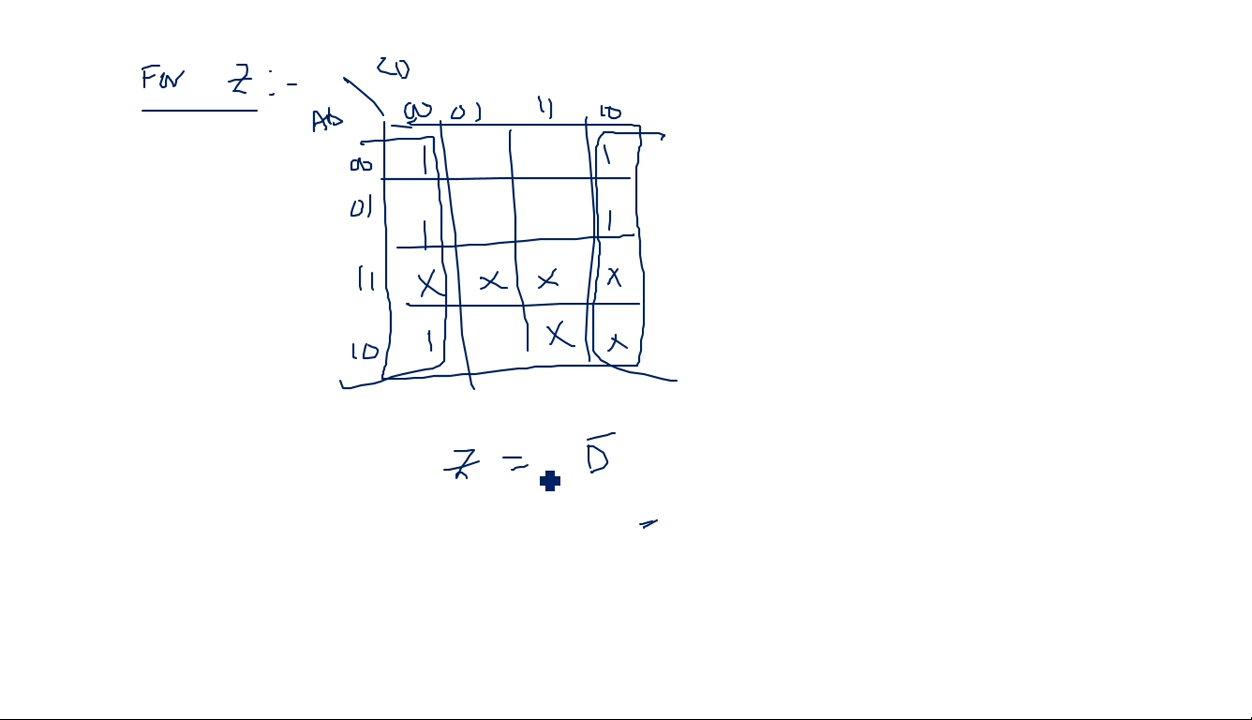 For Z :-
CD
AB 00 01 11 10
00 1 1
01 1 1
11 X X X X
10 1 X X
Z = D̅